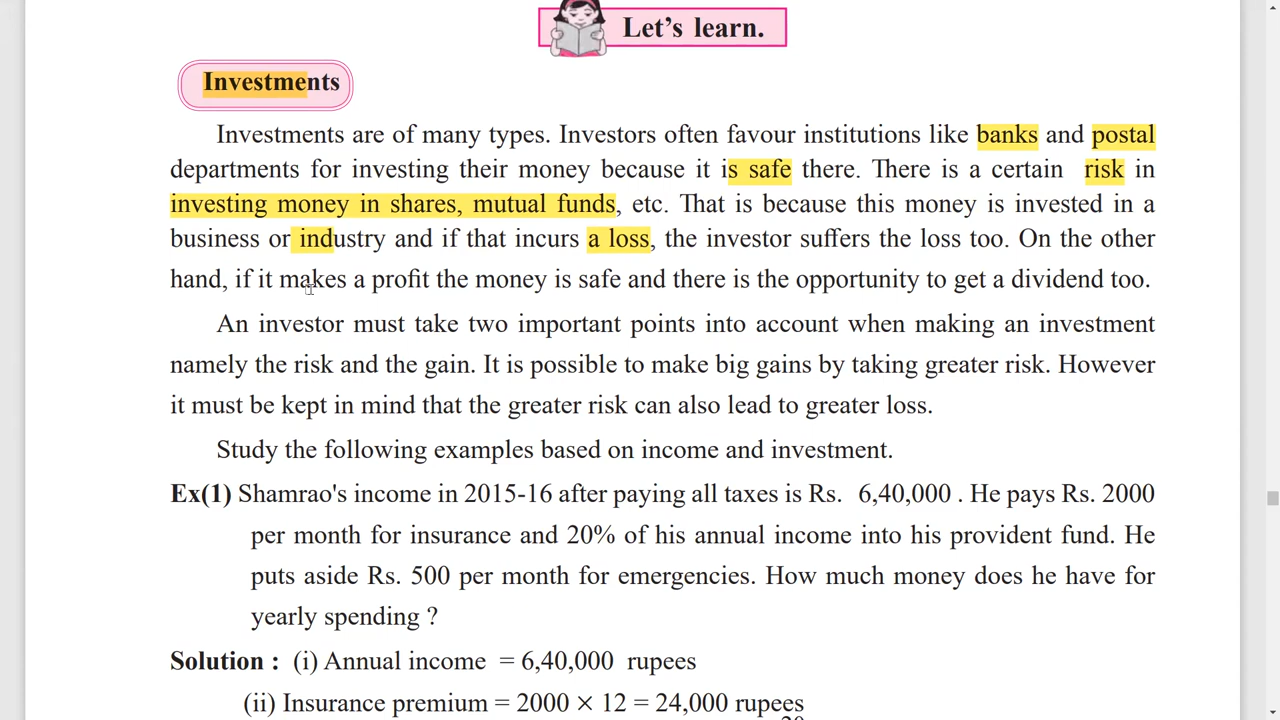 Let's learn.
Investments
Investments are of many types. Investors often favour institutions like banks and postal
departments for investing their money because it is safe there. There is a certain risk in
investing money in shares, mutual funds, etc. That is because this money is invested in a
business or industry and if that incurs a loss, the investor suffers the loss too. On the other
hand, if it makes a profit the money is safe and there is the opportunity to get a dividend too.
An investor must take two important points into account when making an investment
namely the risk and the gain. It is possible to make big gains by taking greater risk. However
it must be kept in mind that the greater risk can also lead to greater loss.
Study the following examples based on income and investment.
Ex(1) Shamrao's income in 2015-16 after paying all taxes is Rs. 6,40,000 . He pays Rs. 2000
per month for insurance and 20% of his annual income into his provident fund. He
puts aside Rs. 500 per month for emergencies. How much money does he have for
yearly spending ?
Solution : (i) Annual income = 6,40,000 rupees
(ii) Insurance premium = 2000 × 12 = 24,000 rupees